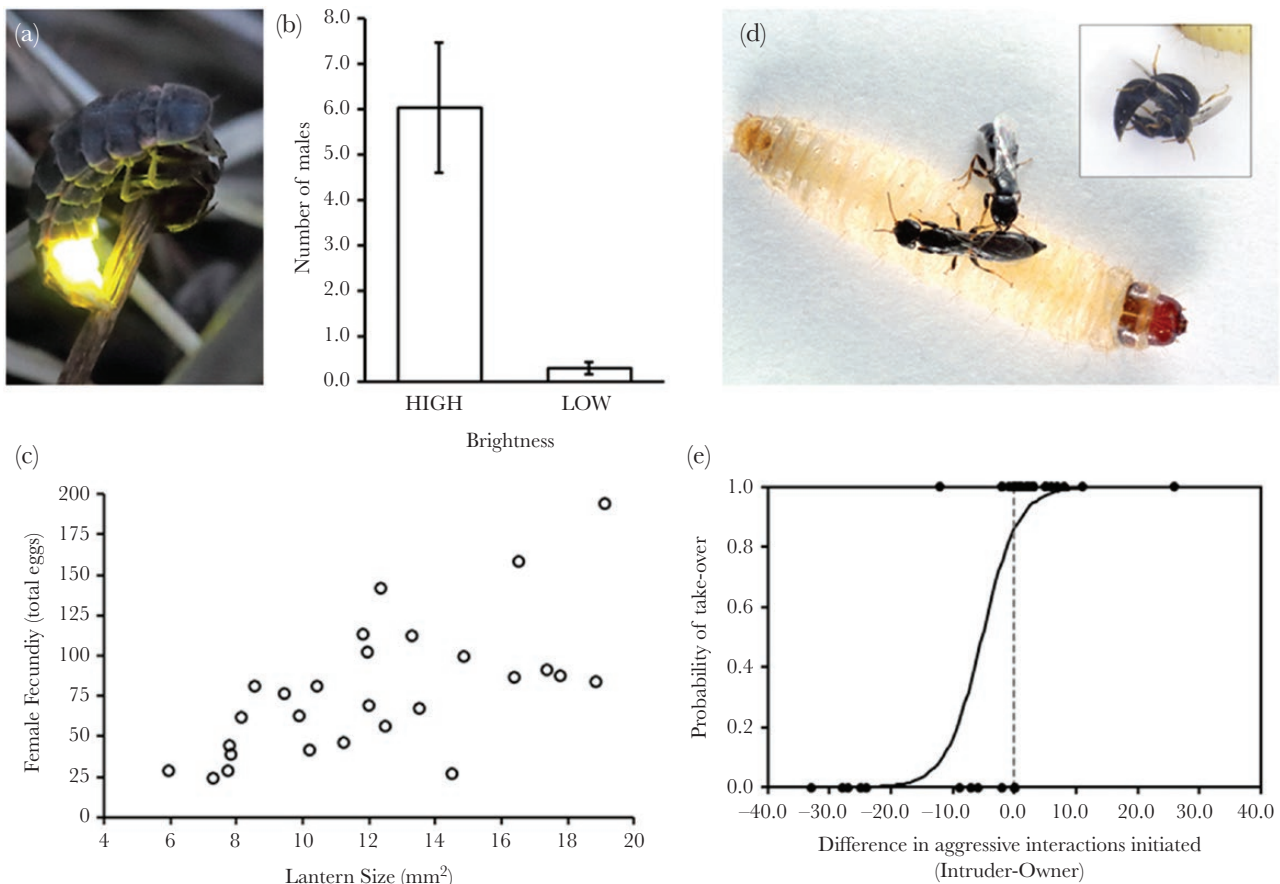 (a)
(b)
8.0
7.0
6.0
5.0
4.0
3.0
2.0
1.0
0.0
Number of males
HIGH LOW
Brightness
(d)
(c)
200
175
150
125
100
75
50
25
0
Female Fecundiy (total eggs)
4 6 8 10 12 14 16 18 20
Lantern Size (mm²)
(e)
1.0
0.8
0.6
0.4
0.2
0.0
Probability of take-over
–40.0 –30.0 –20.0 –10.0 0.0 10.0 20.0 30.0 40.0
Difference in aggressive interactions initiated
(Intruder-Owner)